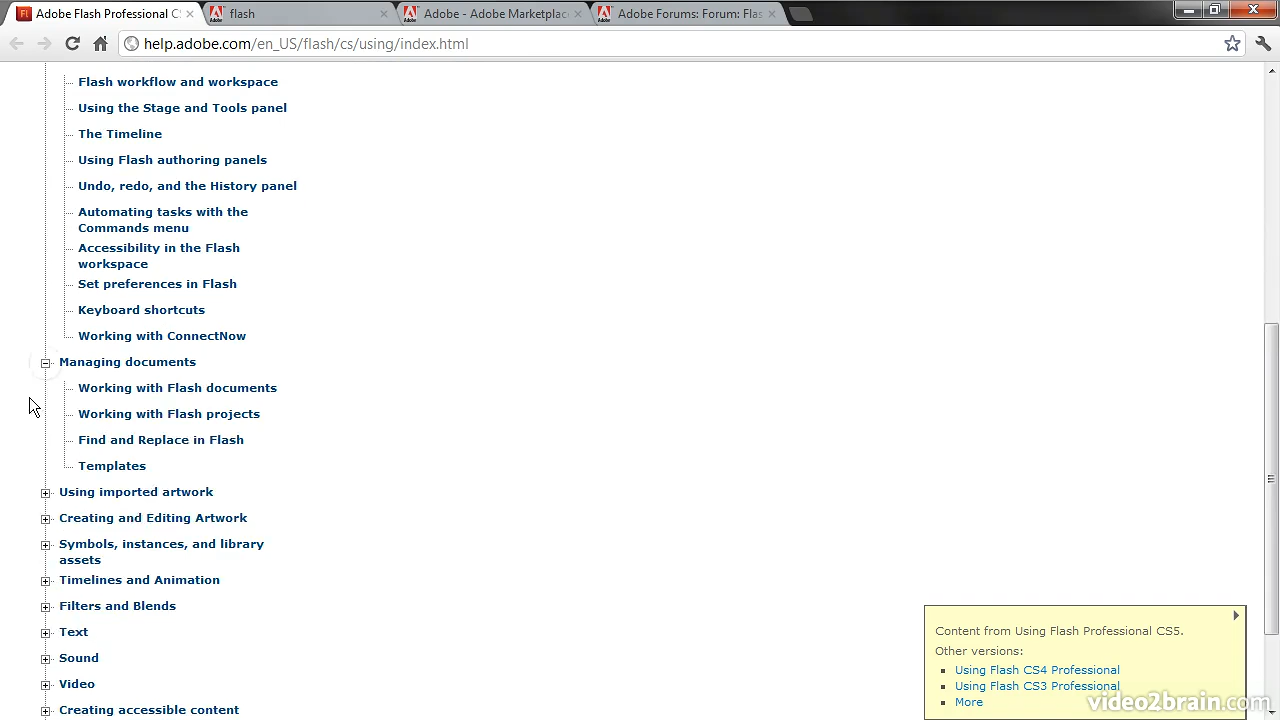 Adobe Flash Professional CS
flash
Adobe - Adobe Marketplace
Adobe Forums: Forum: Flas
help.adobe.com/en_US/flash/cs/using/index.html
Flash workflow and workspace
Using the Stage and Tools panel
The Timeline
Using Flash authoring panels
Undo, redo, and the History panel
Automating tasks with the
Commands menu
Accessibility in the Flash
workspace
Set preferences in Flash
Keyboard shortcuts
Working with ConnectNow
Managing documents
Working with Flash documents
Working with Flash projects
Find and Replace in Flash
Templates
Using imported artwork
Creating and Editing Artwork
Symbols, instances, and library
assets
Timelines and Animation
Filters and Blends
Text
Sound
Video
Creating accessible content
Content from Using Flash Professional CS5.
Other versions:
Using Flash CS4 Professional
Using Flash CS3 Professional
More
video2brain.com